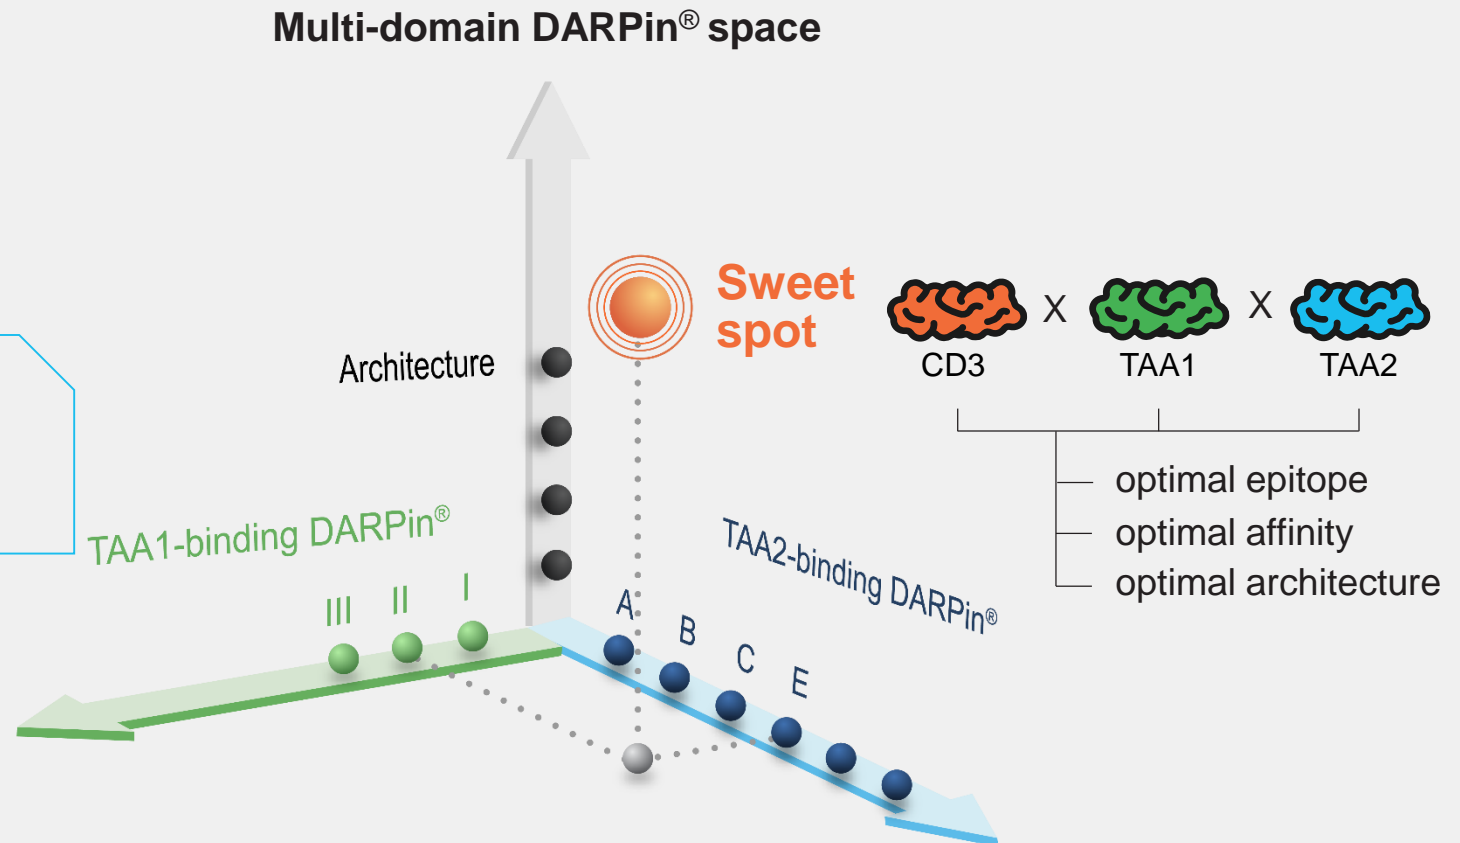 Multi-domain DARPin® space
Sweet
spot
X
X
CD3
TAA1
TAA2
Architecture
optimal epitope
optimal affinity
optimal architecture
TAA1-binding DARPin®
III
II
I
TAA2-binding DARPin®
A
B
C
E